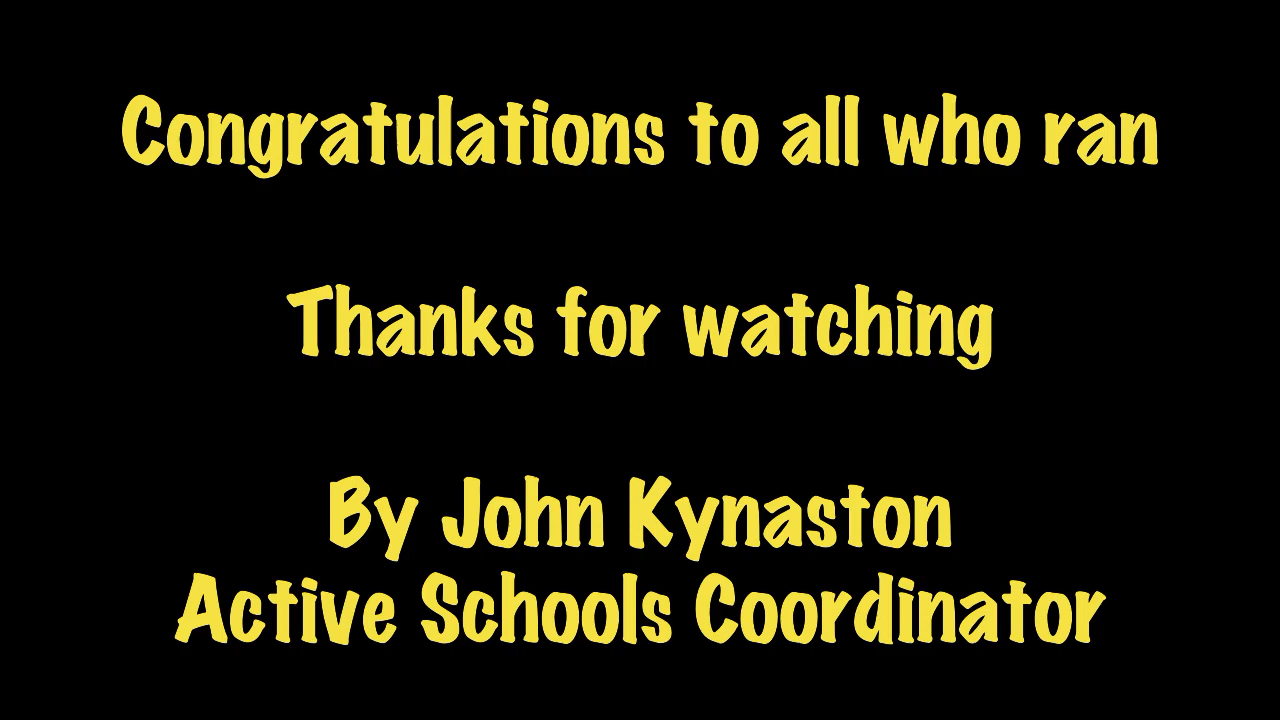 Congratulations to all who ran
Thanks for watching
By John Kynaston
Active Schools Coordinator